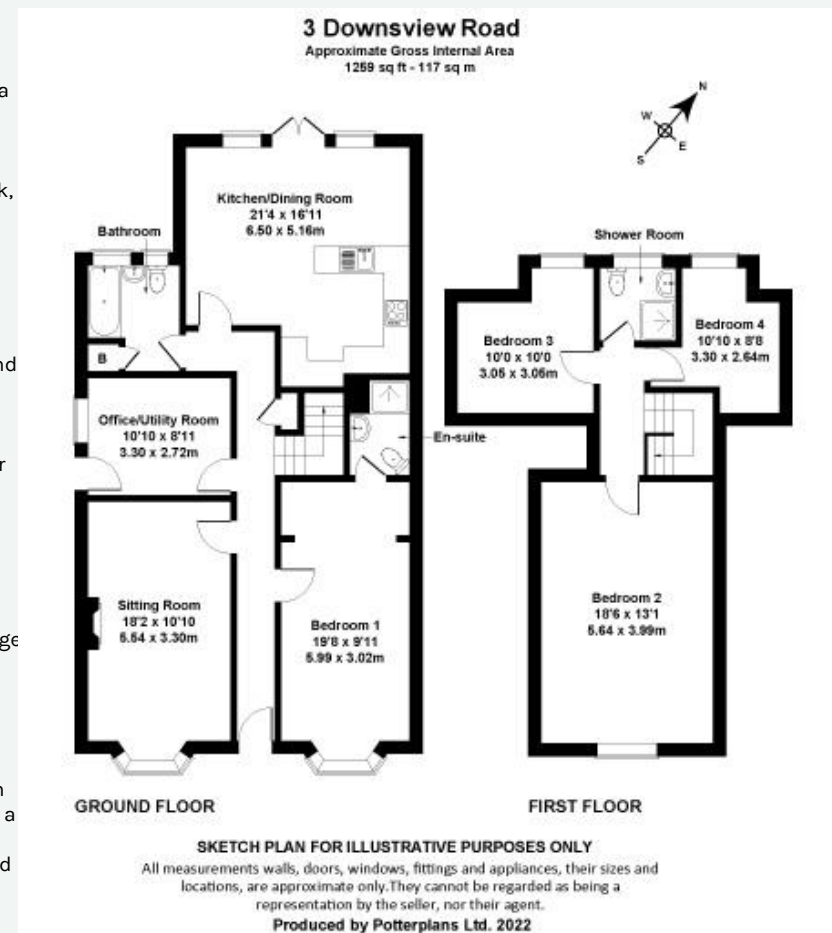 3 Downsview Road
Approximate Gross Internal Area
1259 sq ft - 117 sq m
N
W
E
S
a
k,
nd
r
ge
n
a
d
Kitchen/Dining Room
21'4 x 16'11
6.50 x 5.16m
Bathroom
B
Office/Utility Room
10'10 x 8'11
3.30 x 2.72m
En-suite
Sitting Room
18'2 x 10'10
5.54 x 3.30m
Bedroom 1
19'8 x 9'11
5.99 x 3.02m
GROUND FLOOR
Shower Room
Bedroom 3
10'0 x 10'0
3.05 x 3.05m
Bedroom 4
10'10 x 8'8
3.30 x 2.64m
Bedroom 2
18'6 x 13'1
5.64 x 3.99m
FIRST FLOOR
SKETCH PLAN FOR ILLUSTRATIVE PURPOSES ONLY
All measurements walls, doors, windows, fittings and appliances, their sizes and
locations, are approximate only.They cannot be regarded as being a
representation by the seller, nor their agent.
Produced by Potterplans Ltd. 2022